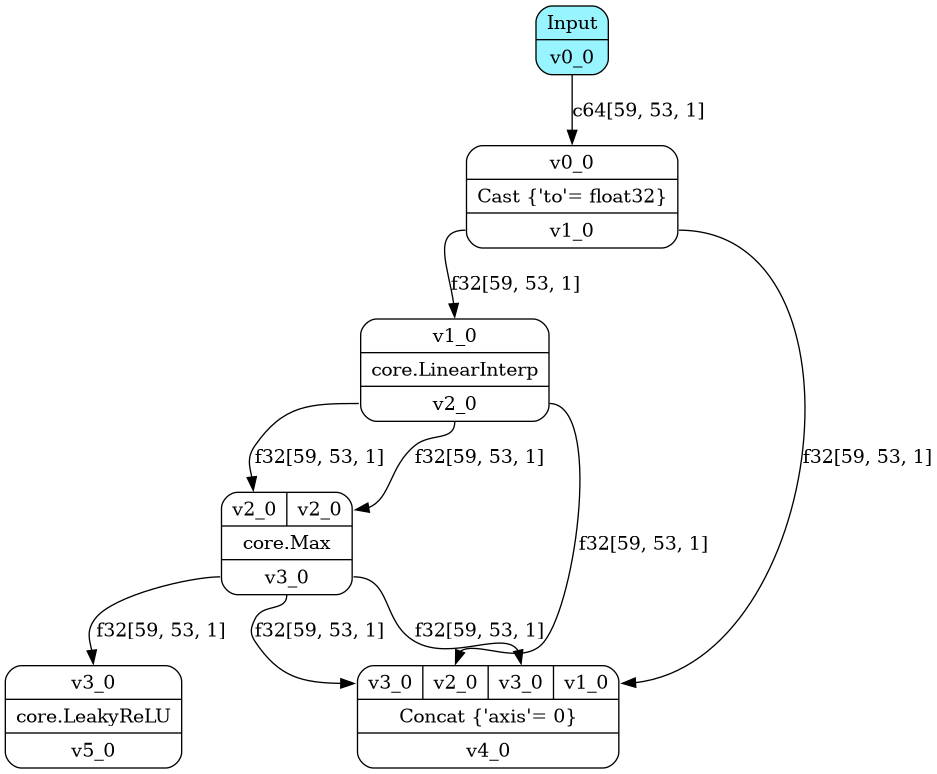 Input
v0_0
c64[59, 53, 1]
v0_0
Cast {'to'= float32}
v1_0
f32[59, 53, 1]
v1_0
core.LinearInterp
v2_0
f32[59, 53, 1]
f32[59, 53, 1]
f32[59, 53, 1]
v2_0 v2_0
core.Max
v3_0
f32[59, 53, 1]
f32[59, 53, 1]
f32[59, 53, 1]
f32[59, 53, 1]
v3_0
core.LeakyReLU
v5_0
v3_0 v2_0 v3_0 v1_0
Concat {'axis'= 0}
v4_0